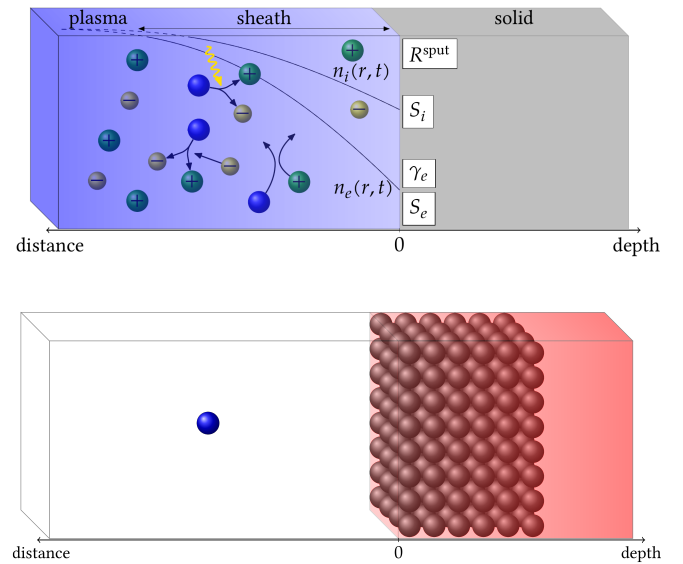 plasma sheath solid
R^sput
n_i(r, t)
S_i
γ_e
n_e(r, t)
S_e
distance 0 depth
distance 0 depth